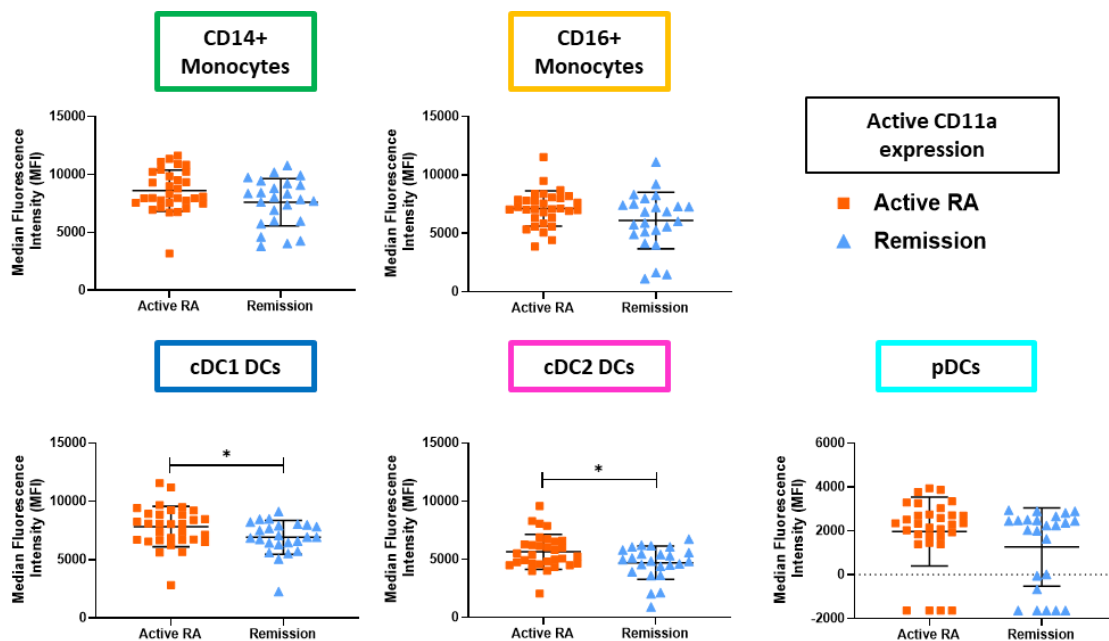 CD14+
Monocytes
CD16+
Monocytes
Active CD11a
expression
Active RA
Remission
Median Fluorescence
Intensity (MFI)
15000
10000
5000
0
Active RA
Remission
Median Fluorescence
Intensity (MFI)
15000
10000
5000
0
Active RA
Remission
cDC1 DCs
cDC2 DCs
pDCs
Median Fluorescence
Intensity (MFI)
15000
10000
5000
0
*
Active RA
Remission
Median Fluorescence
Intensity (MFI)
15000
10000
5000
0
*
Active RA
Remission
Median Fluorescence
Intensity (MFI)
6000
4000
2000
0
-2000
Active RA
Remission